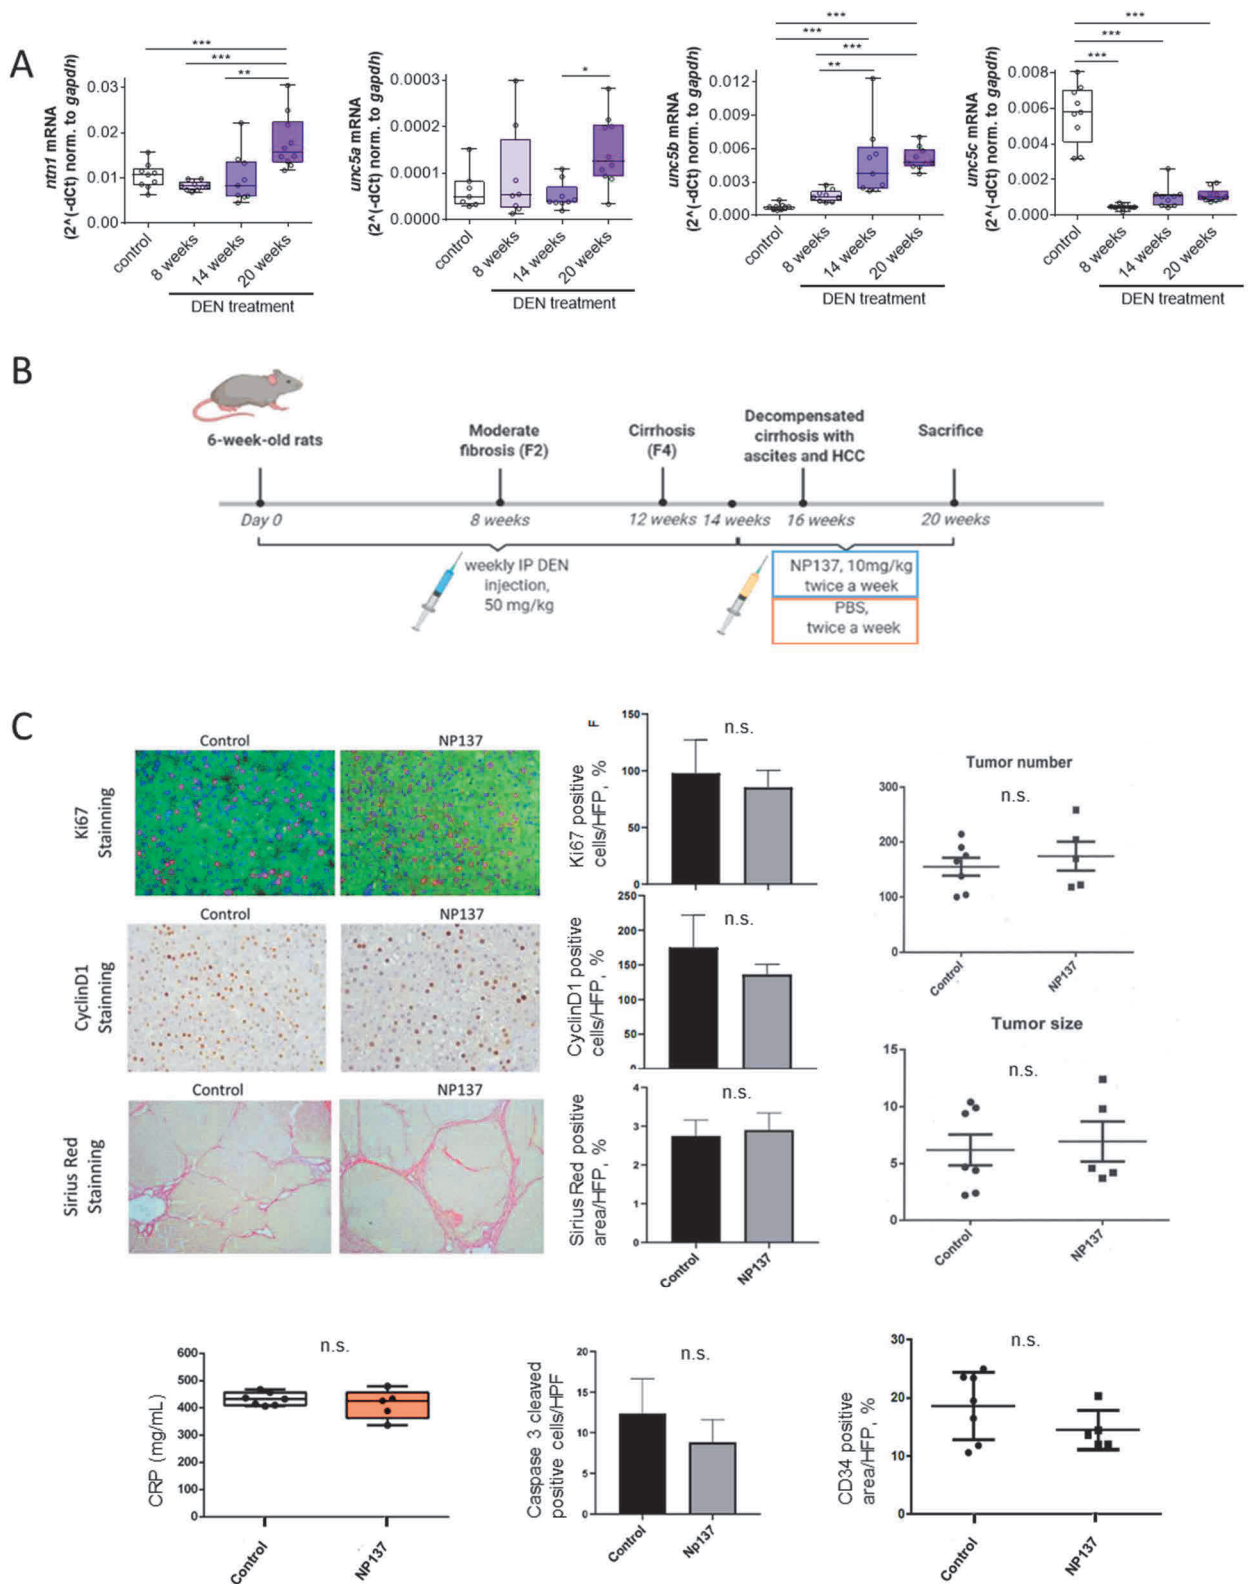 A
ntn1 mRNA
(2^(-dCt) norm. to gapdh)
0.03
0.02
0.01
0.00
***
***
**
control
8 weeks
14 weeks
20 weeks
DEN treatment
unc5a mRNA
(2^(-dCt) norm. to gapdh)
0.0003
0.0002
0.0001
0.0000
*
control
8 weeks
14 weeks
20 weeks
DEN treatment
unc5b mRNA
(2^(-dCt) norm. to gapdh)
0.012
0.009
0.006
0.003
0.000
***
***
***
**
control
8 weeks
14 weeks
20 weeks
DEN treatment
unc5c mRNA
(2^(-dCt) norm. to gapdh)
0.008
0.006
0.004
0.002
0.000
***
***
***
control
8 weeks
14 weeks
20 weeks
DEN treatment
B
6-week-old rats
Moderate
fibrosis (F2)
Cirrhosis
(F4)
Decompensated
cirrhosis with
ascites and HCC
Sacrifice
Day 0
8 weeks
12 weeks
14 weeks
16 weeks
20 weeks
weekly IP DEN
injection,
50 mg/kg
NP137, 10mg/kg
twice a week
PBS,
twice a week
C
Ki67
Stainning
Control
NP137
F
Ki67 positive
cells/HFP, %
150
100
50
0
n.s.
Tumor number
300
200
100
0
n.s.
Control
NP137
CyclinD1
Stainning
Control
NP137
CyclinD1 positive
cells/HFP, %
250
200
150
100
50
n.s.
Tumor size
15
10
5
0
n.s.
Control
NP137
Sirius Red
Stainning
Control
NP137
Sirius Red positive
area/HFP, %
4
3
2
1
0
n.s.
Control
NP137
CRP (mg/mL)
600
500
400
300
200
100
0
n.s.
Control
NP137
Caspase 3 cleaved
positive cells/HPF
20
15
10
5
0
n.s.
Control
Np137
CD34 positive
area/HFP, %
30
20
10
0
n.s.
Control
NP137